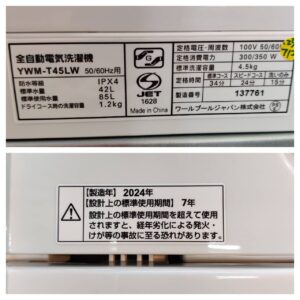 全自動電気洗濯機
YWM-T45LW 50/60Hz用
防水等級 IPX4
標準水量 42L
標準水量 85L
ドライコース時の洗濯容量 1.2kg
S
JET
1628
Made in China
定格電圧・周波数 100V 50/60
定格消費電力 300/350 W
標準洗濯容量 4.5kg
定格時間 標準コース スピードコース 洗いのみ
34分 24分 15分
製造番号 137761
ワールプールジャパン株式会社
【製造年】2024年
【設計上の標準使用期間】7年
設計上の標準使用期間を超えて使用
されますと、経年劣化による発火・
けが等の事故に至る恐れがあります。